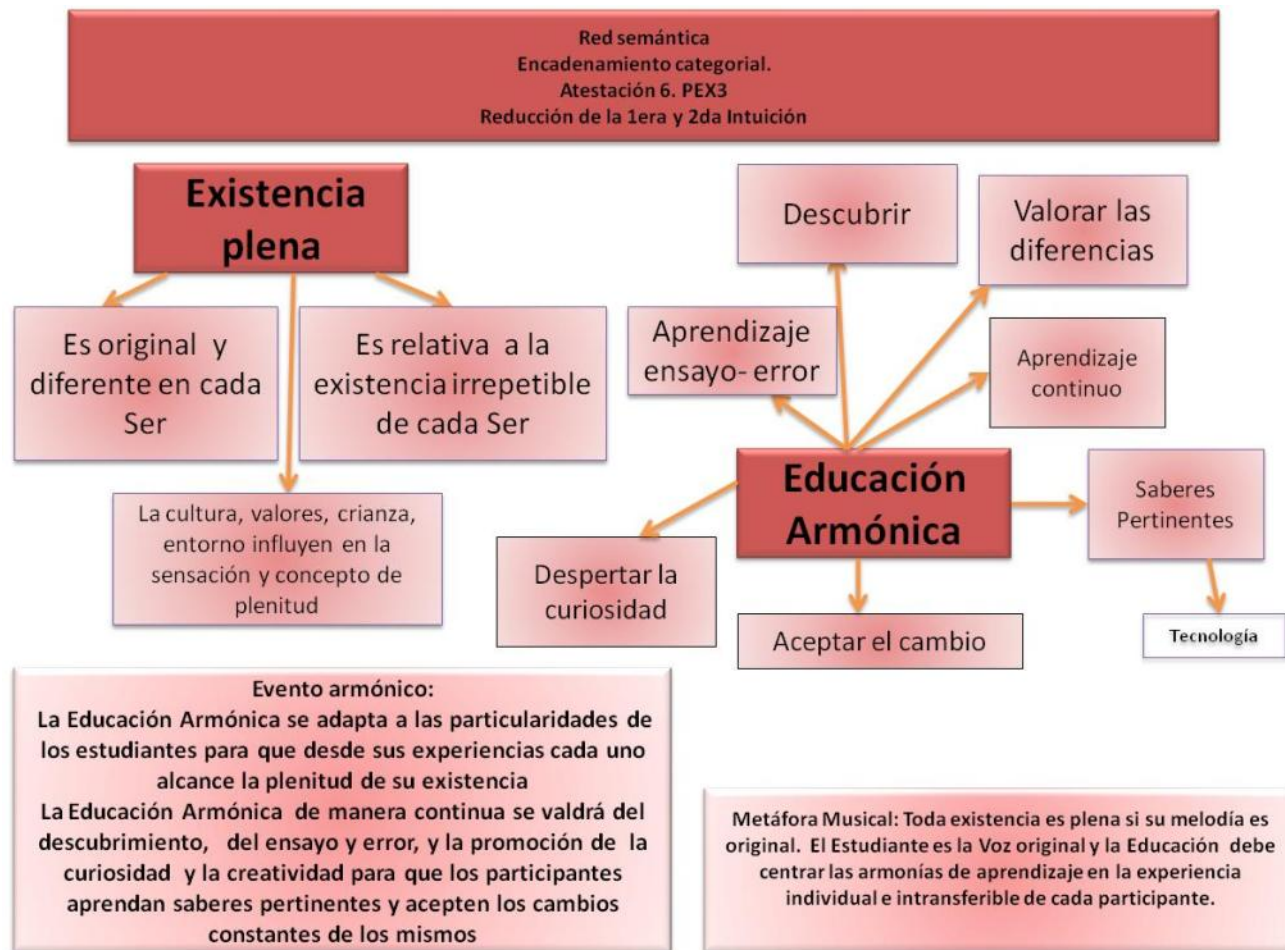 Red semántica
Encadenamiento categorial.
Atestación 6. PEX3
Reducción de la 1era y 2da Intuición
Existencia
plena
Descubrir
Valorar las
diferencias
Es original y
diferente en cada
Ser
Es relativa a la
existencia irrepetible
de cada Ser
Aprendizaje
ensayo- error
Aprendizaje
continuo
La cultura, valores, crianza,
entorno influyen en la
sensación y concepto de
plenitud
Educación
Armónica
Saberes
Pertinentes
Despertar la
curiosidad
Aceptar el cambio
Tecnología
Evento armónico:
La Educación Armónica se adapta a las particularidades de
los estudiantes para que desde sus experiencias cada uno
alcance la plenitud de su existencia
La Educación Armónica de manera continua se valdrá del
descubrimiento, del ensayo y error, y la promoción de la
curiosidad y la creatividad para que los participantes
aprendan saberes pertinentes y acepten los cambios
constantes de los mismos
Metáfora Musical: Toda existencia es plena si su melodía es
original. El Estudiante es la Voz original y la Educación debe
centrar las armonías de aprendizaje en la experiencia
individual e intransferible de cada participante.